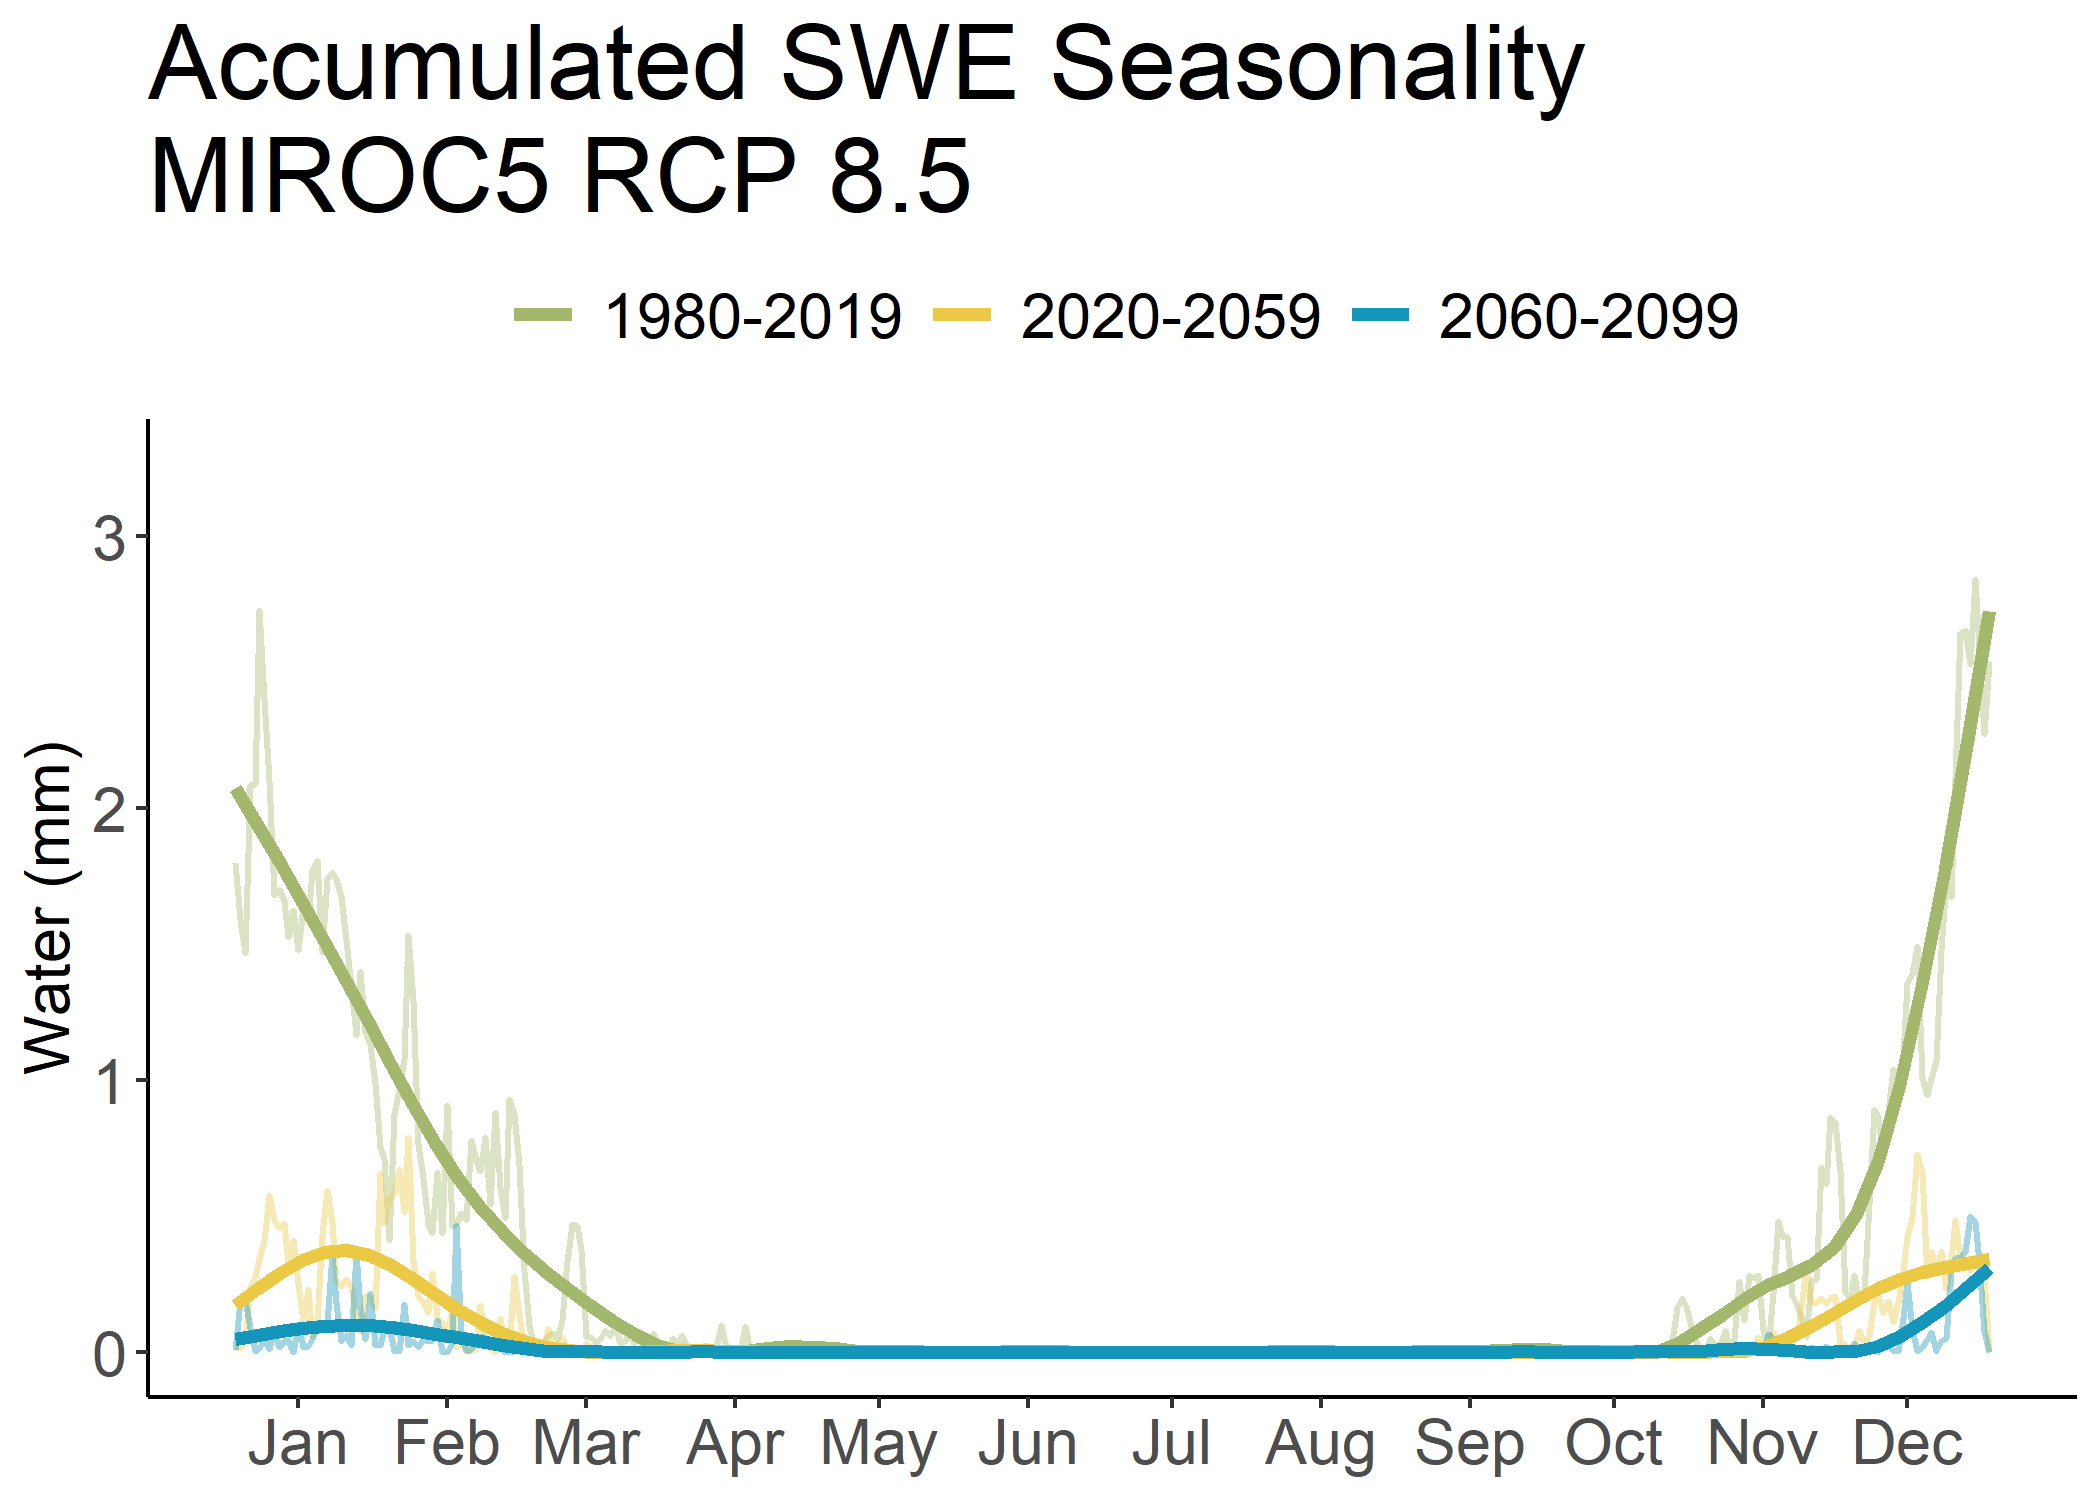 Accumulated SWE Seasonality
MIROC5 RCP 8.5
1980-2019 2020-2059 2060-2099
Water (mm)
3
2
1
0
Jan Feb Mar Apr May Jun Jul Aug Sep Oct Nov Dec